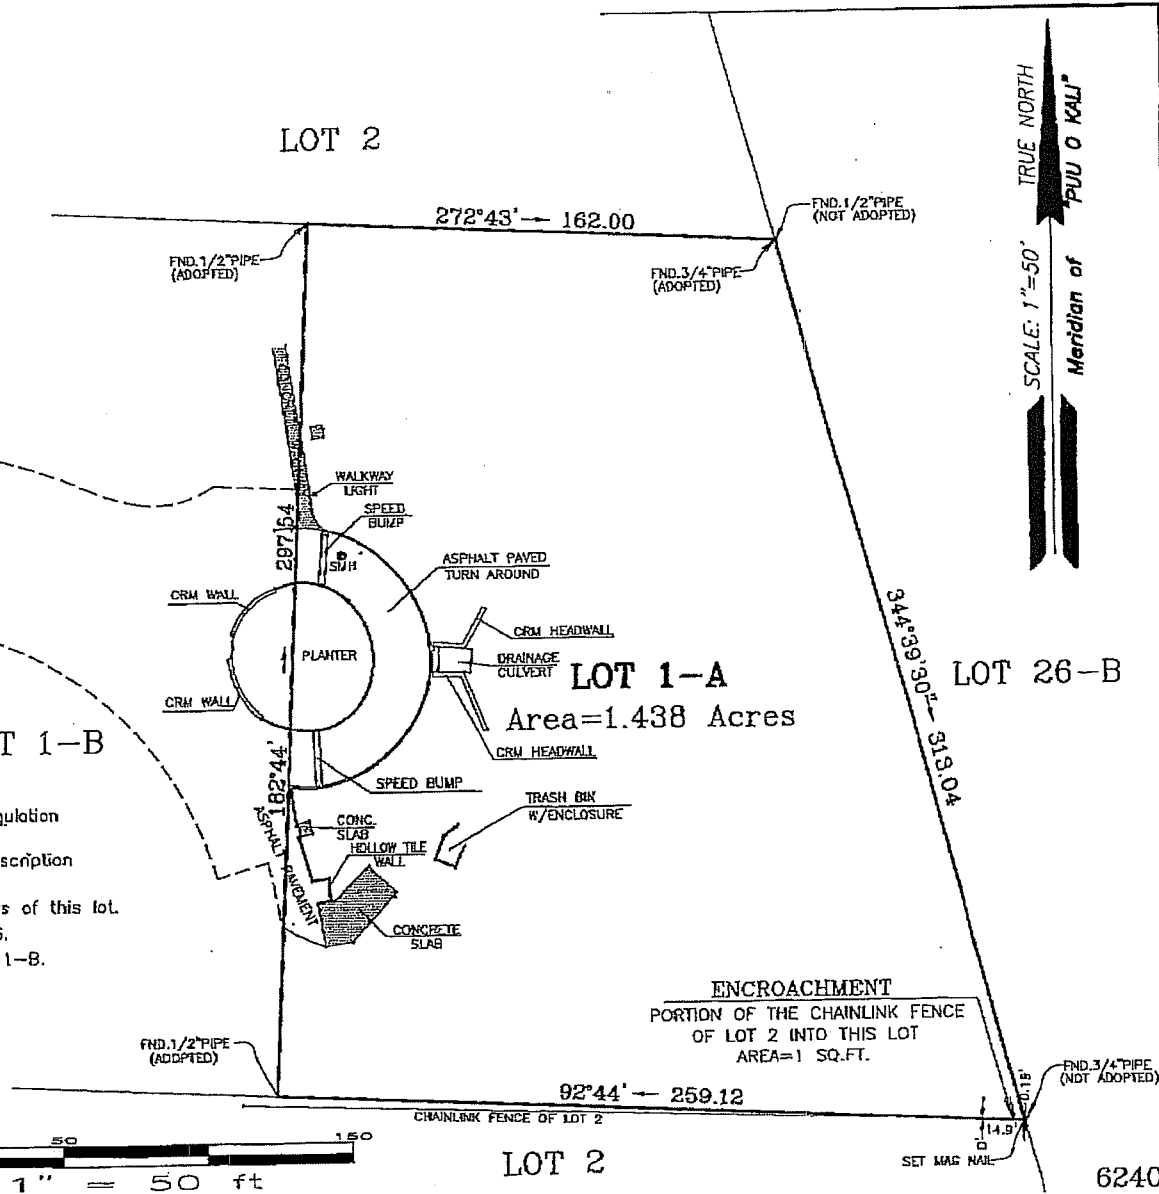 LOT 2
272°43' 162.00
FND.1/2"PIPE
(NOT ADOPTED)
FND.1/2"PIPE
(ADOPTED)
FND.3/4"PIPE
(ADOPTED)
SCALE: 1"=50'
TRUE NORTH
Meridian of
"PUU O KALI"
WALKWAY
LIGHT
SPEED
BUMP
297.54
SMH
ASPHALT PAVED
TURN AROUND
CRM WALL
CRM HEADWALL
PLANTER
DRAINAGE
CULVERT
LOT 1-A
Area=1.438 Acres
344°39'30" 313.04
LOT 26-B
CRM WALL
CRM HEADWALL
T 1-B
182°44'
SPEED BUMP
TRASH BIN
W/ENCLOSURE
gulation
CONC.
SLAB
ASPHALT PAVEMENT
HOLLOW TILE
WALL
scription
s of this lot.
1-B.
CONCRETE
SLAB
ENCROACHMENT
PORTION OF THE CHAINLINK FENCE
OF LOT 2 INTO THIS LOT
AREA=1 SQ.FT.
FND.1/2"PIPE
(ADOPTED)
FND.3/4"PIPE
(NOT ADOPTED)
92°44' 259.12
CHAINLINK FENCE OF LOT 2
14.9'
SET MAG NAIL
50
150
1" = 50 ft
LOT 2
6240